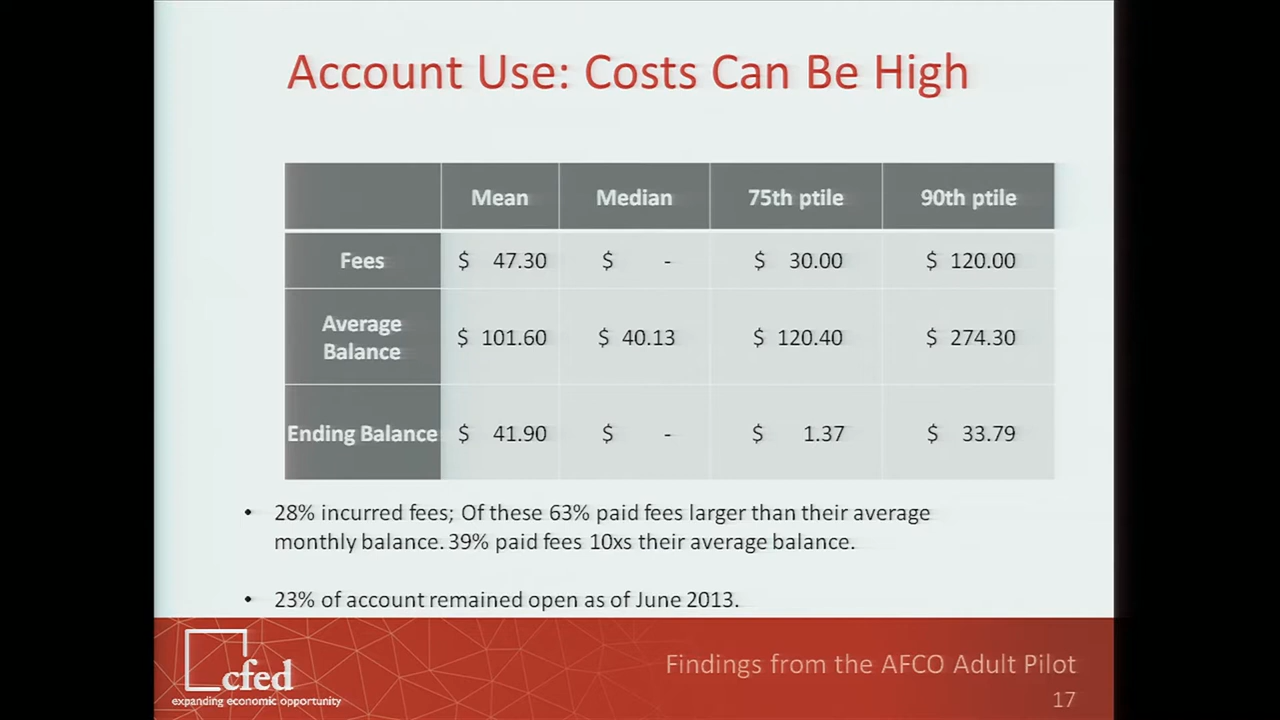 Account Use: Costs Can Be High
Mean Median 75th ptile 90th ptile
Fees $ 47.30 $ - $ 30.00 $ 120.00
Average
Balance $ 101.60 $ 40.13 $ 120.40 $ 274.30
Ending Balance $ 41.90 $ - $ 1.37 $ 33.79
• 28% incurred fees; Of these 63% paid fees larger than their average
monthly balance. 39% paid fees 10xs their average balance.
• 23% of account remained open as of June 2013.
cfed
expanding economic opportunity
Findings from the AFCO Adult Pilot
17